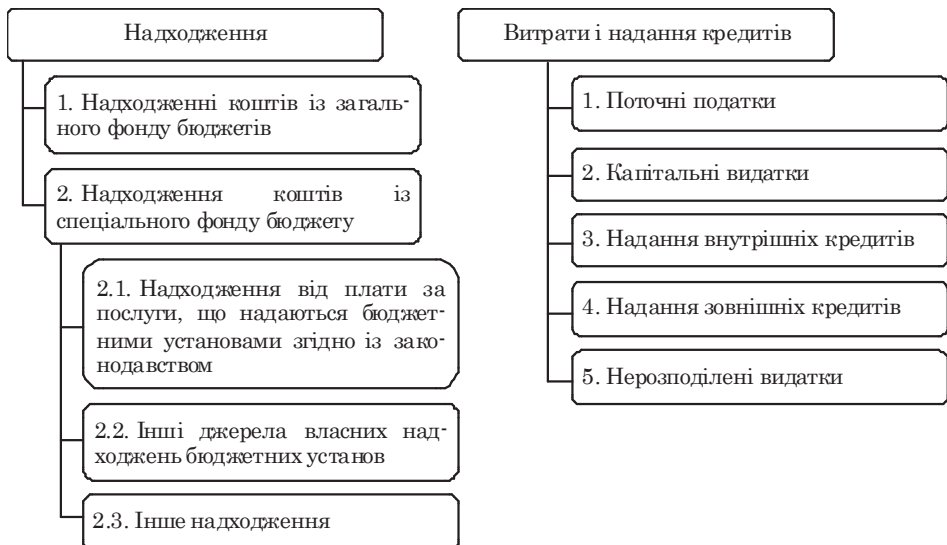 Надходження
1. Надходженні коштів із загаль-
ного фонду бюджетів
2. Надходження коштів із
спеціального фонду бюджету
2.1. Надходження від плати за
послуги, що надаються бюджет-
ними установами згідно із зако-
нодавством
2.2. Інші джерела власних над-
ходжень бюджетних установ
2.3. Інше надходження
Витрати і надання кредитів
1. Поточні податки
2. Капітальні видатки
3. Надання внутрішніх кредитів
4. Надання зовнішніх кредитів
5. Нерозподілені видатки